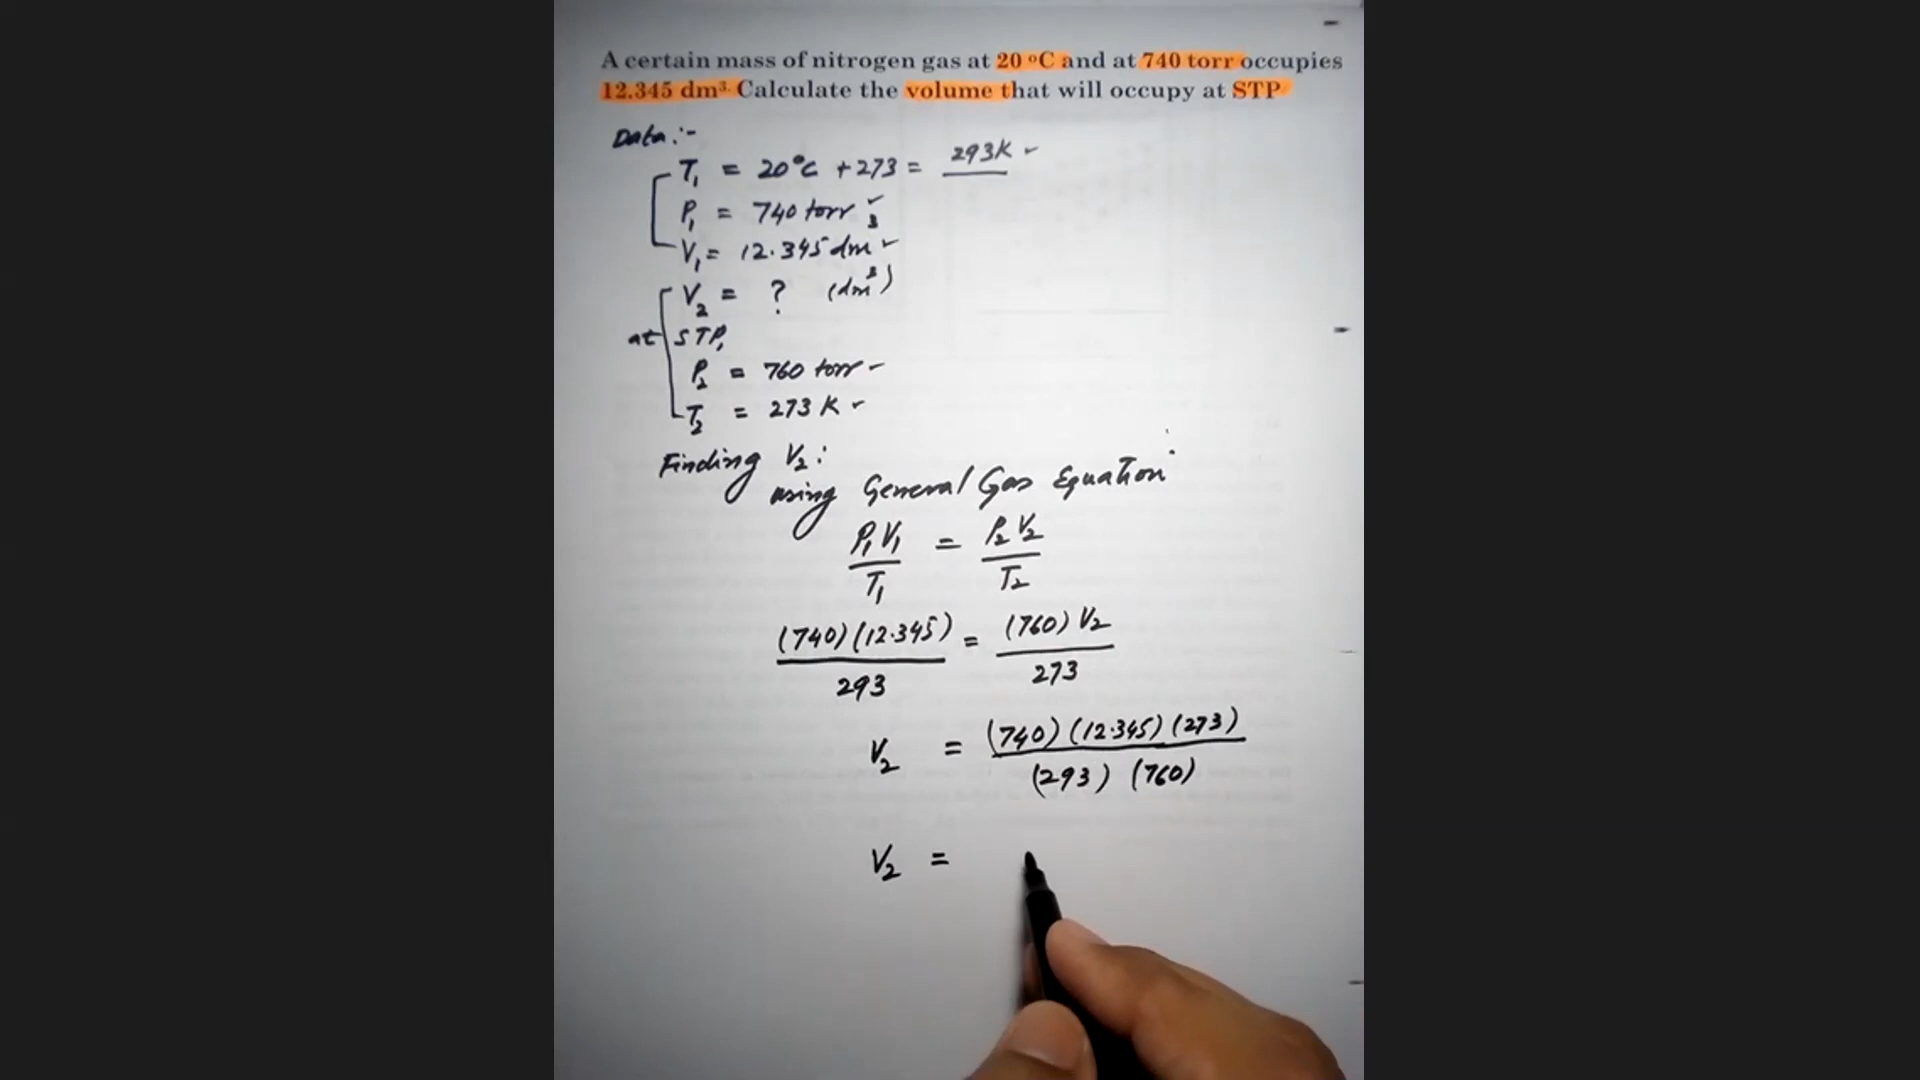 A certain mass of nitrogen gas at 20 °C and at 740 torr occupies
12.345 dm³. Calculate the volume that will occupy at STP
Data :-
T₁ = 20°C + 273 = 293K
P₁ = 740 torr
V₁ = 12.345 dm³
V₂ = ? (dm³)
at STP,
P₂ = 760 torr
T₂ = 273 K
Finding V₂ :
using General Gas Equation
P₁V₁/T₁ = P₂V₂/T₂
(740)(12.345)/293 = (760)V₂/273
V₂ = (740)(12.345)(273)/(293)(760)
V₂ =